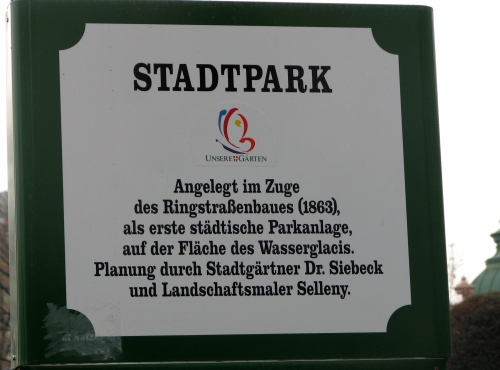 STADTPARK
UNSERE GÄRTEN
Angelegt im Zuge
des Ringstraßenbaues (1863),
als erste städtische Parkanlage,
auf der Fläche des Wasserglacis.
Planung durch Stadtgärtner Dr. Siebeck
und Landschaftsmaler Selleny.